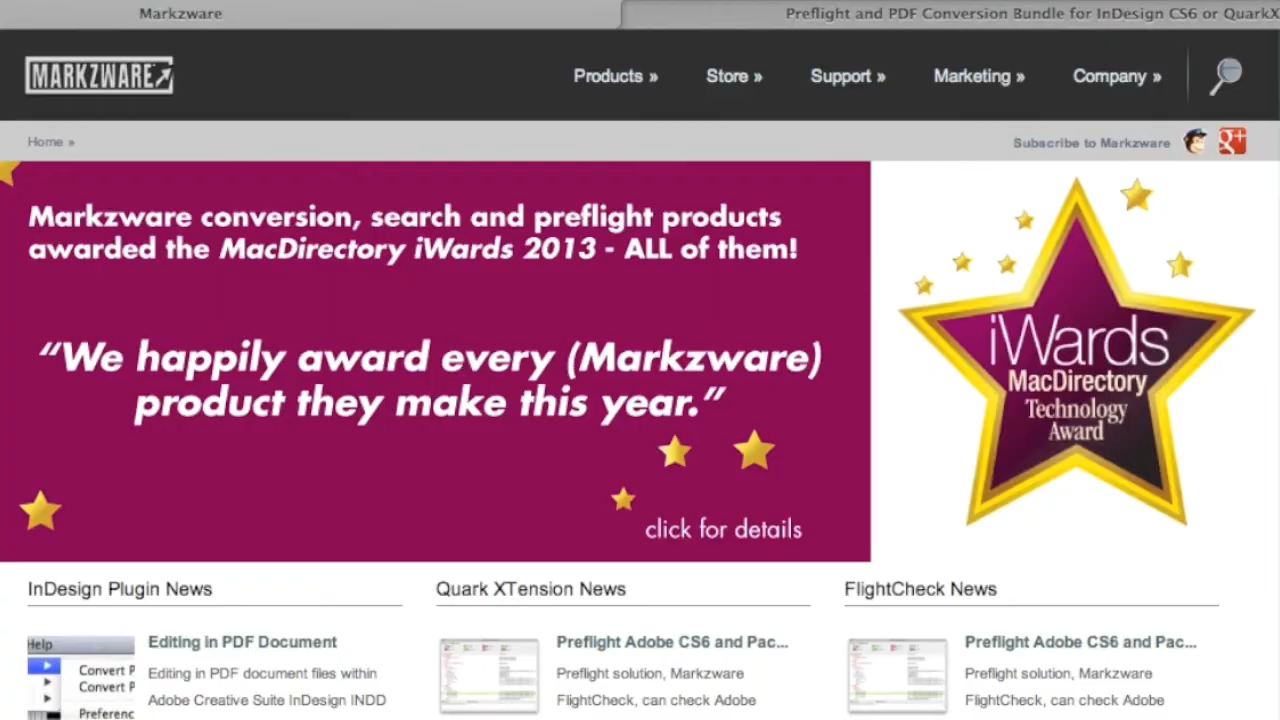 Markzware
Preflight and PDF Conversion Bundle for InDesign CS6 or QuarkX
MARKZWARE
Products »
Store »
Support »
Marketing »
Company »
Home »
Subscribe to Markzware
g+
Markzware conversion, search and preflight products
awarded the MacDirectory iWards 2013 - ALL of them!
“We happily award every (Markzware)
product they make this year.”
click for details
iWards
MacDirectory
Technology
Award
InDesign Plugin News
Quark XTension News
FlightCheck News
Help
Convert P
Convert P
Preferenc
Editing in PDF Document
Editing in PDF document files within
Adobe Creative Suite InDesign INDD
Preflight Adobe CS6 and Pac...
Preflight solution, Markzware
FlightCheck, can check Adobe
Preflight Adobe CS6 and Pac...
Preflight solution, Markzware
FlightCheck, can check Adobe